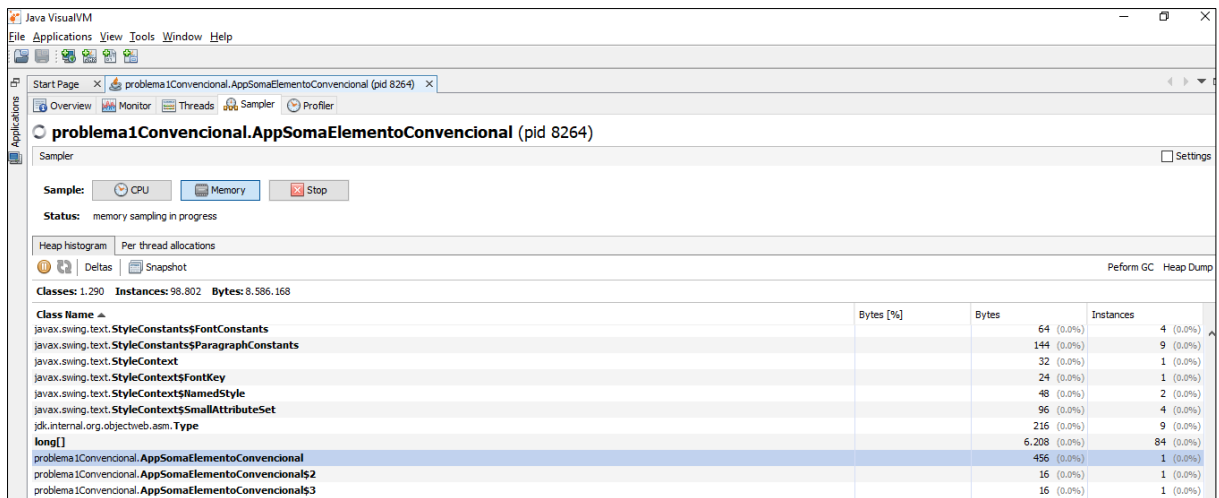 Java VisualVM
File Applications View Tools Window Help
Applications
Start Page problema1Convencional.AppSomaElementoConvencional (pid 8264)
Overview Monitor Threads Sampler Profiler
problema1Convencional.AppSomaElementoConvencional (pid 8264)
Sampler Settings
Sample: CPU Memory Stop
Status: memory sampling in progress
Heap histogram Per thread allocations
Deltas Snapshot Peform GC Heap Dump
Classes: 1.290 Instances: 98.802 Bytes: 8.586.168
Class Name Bytes [%] Bytes Instances
javax.swing.text.StyleConstants$FontConstants 64 (0.0%) 4 (0.0%)
javax.swing.text.StyleConstants$ParagraphConstants 144 (0.0%) 9 (0.0%)
javax.swing.text.StyleContext 32 (0.0%) 1 (0.0%)
javax.swing.text.StyleContext$FontKey 24 (0.0%) 1 (0.0%)
javax.swing.text.StyleContext$NamedStyle 48 (0.0%) 2 (0.0%)
javax.swing.text.StyleContext$SmallAttributeSet 96 (0.0%) 4 (0.0%)
jdk.internal.org.objectweb.asm.Type 216 (0.0%) 9 (0.0%)
long[] 6.208 (0.0%) 84 (0.0%)
problema1Convencional.AppSomaElementoConvencional 456 (0.0%) 1 (0.0%)
problema1Convencional.AppSomaElementoConvencional$2 16 (0.0%) 1 (0.0%)
problema1Convencional.AppSomaElementoConvencional$3 16 (0.0%) 1 (0.0%)